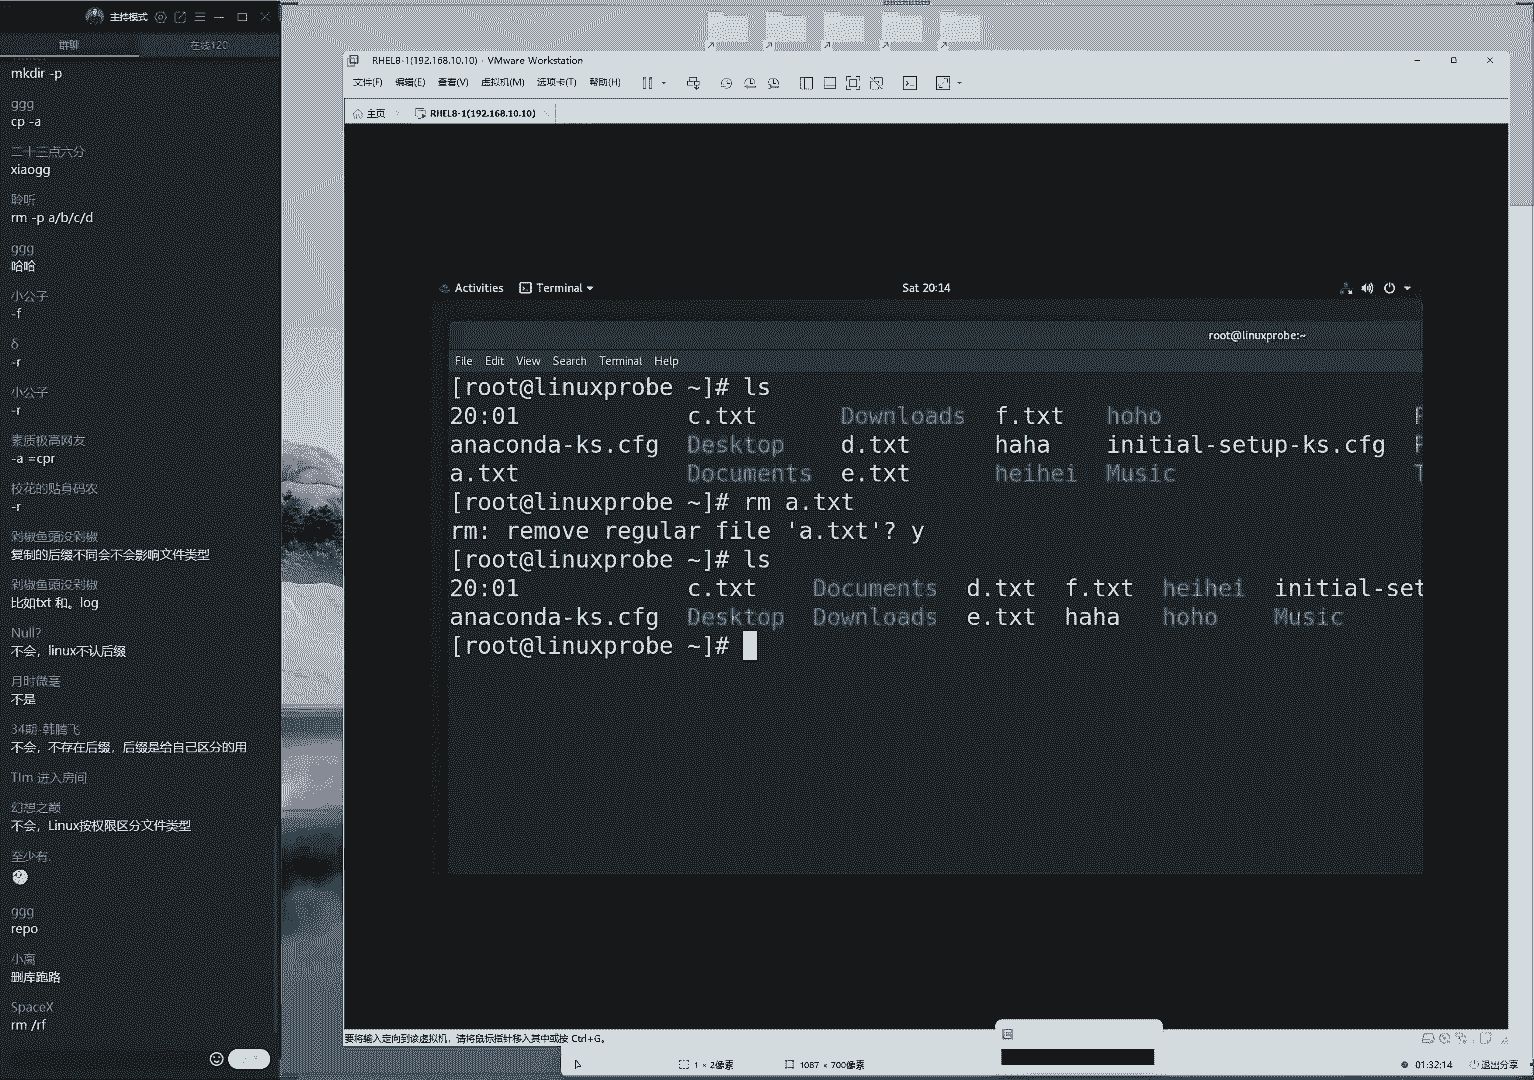 主持模式
群聊
在线120
mkdir -p
ggg
cp -a
二十三点六分
xiaogg
聆听
rm -p a/b/c/d
ggg
哈哈
小公子
-f
δ
-r
小公子
-r
素质极高网友
-a =cpr
校花的贴身码农
-r
剁椒鱼头没剁椒
复制的后缀不同会不会影响文件类型
剁椒鱼头没剁椒
比如txt 和。log
Null?
不会，linux不认后缀
月时微毫
不是
34期-韩腾飞
不会，不存在后缀，后缀是给自己区分的用
TIm 进入房间
幻想之巅
不会，Linux按权限区分文件类型
至少有.
ggg
repo
小离
删库跑路
SpaceX
rm /rf
RHEL8-1(192.168.10.10) - VMware Workstation
文件(F) 编辑(E) 查看(V) 虚拟机(M) 选项卡(T) 帮助(H)
主页 RHEL8-1(192.168.10.10)
Activities Terminal Sat 20:14
root@linuxprobe:~
File Edit View Search Terminal Help
[root@linuxprobe ~]# ls
20:01 c.txt Downloads f.txt hoho
anaconda-ks.cfg Desktop d.txt haha initial-setup-ks.cfg
a.txt Documents e.txt heihei Music
[root@linuxprobe ~]# rm a.txt
rm: remove regular file 'a.txt'? y
[root@linuxprobe ~]# ls
20:01 c.txt Documents d.txt f.txt heihei initial-set
anaconda-ks.cfg Desktop Downloads e.txt haha hoho Music
[root@linuxprobe ~]#
要将输入定向到该虚拟机，请将鼠标指针移入其中或按 Ctrl+G。
1 × 2像素 1087 × 700像素 01:32:14 退出分享